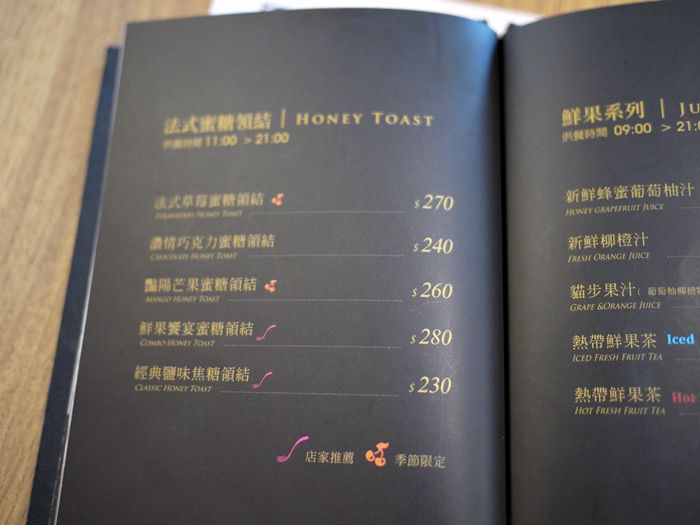 法式蜜糖領結 | HONEY TOAST
供餐時間 11:00 > 21:00
法式草莓蜜糖領結 $270
STRAWBERRY HONEY TOAST
濃情巧克力蜜糖領結 $240
CHOCOLATE HONEY TOAST
豔陽芒果蜜糖領結 $260
MANGO HONEY TOAST
鮮果饗宴蜜糖領結 $280
COMBO HONEY TOAST
經典鹽味焦糖領結 $230
CLASSIC HONEY TOAST
店家推薦 季節限定
鮮果系列 | JU
供餐時間 09:00 > 21:0
新鮮蜂蜜葡萄柚汁
HONEY GRAPEFRUIT JUICE
新鮮柳橙汁
FRESH ORANGE JUICE
貓步果汁( 葡萄柚柳橙
GRAPE &ORANGE JUICE
熱帶鮮果茶 Iced
ICED FRESH FRUIT TEA
熱帶鮮果茶 Hot
HOT FRESH FRUIT TEA